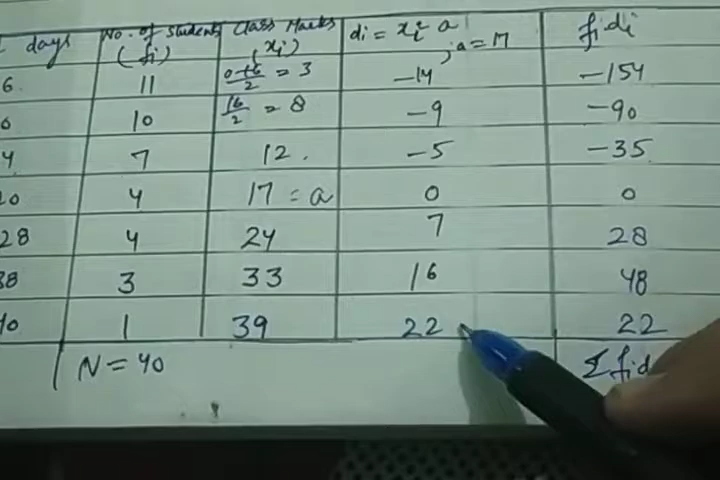 days No. of Students (fi) Class Marks (xi) di = xi - a ; a = 17 fidi
6 11 0+6/2 = 3 -14 -154
0 10 16/2 = 8 -9 -90
4 7 12. -5 -35
20 4 17 = a 0 0
28 4 24 7 28
38 3 33 16 48
40 1 39 22 22
N = 40 Σfid